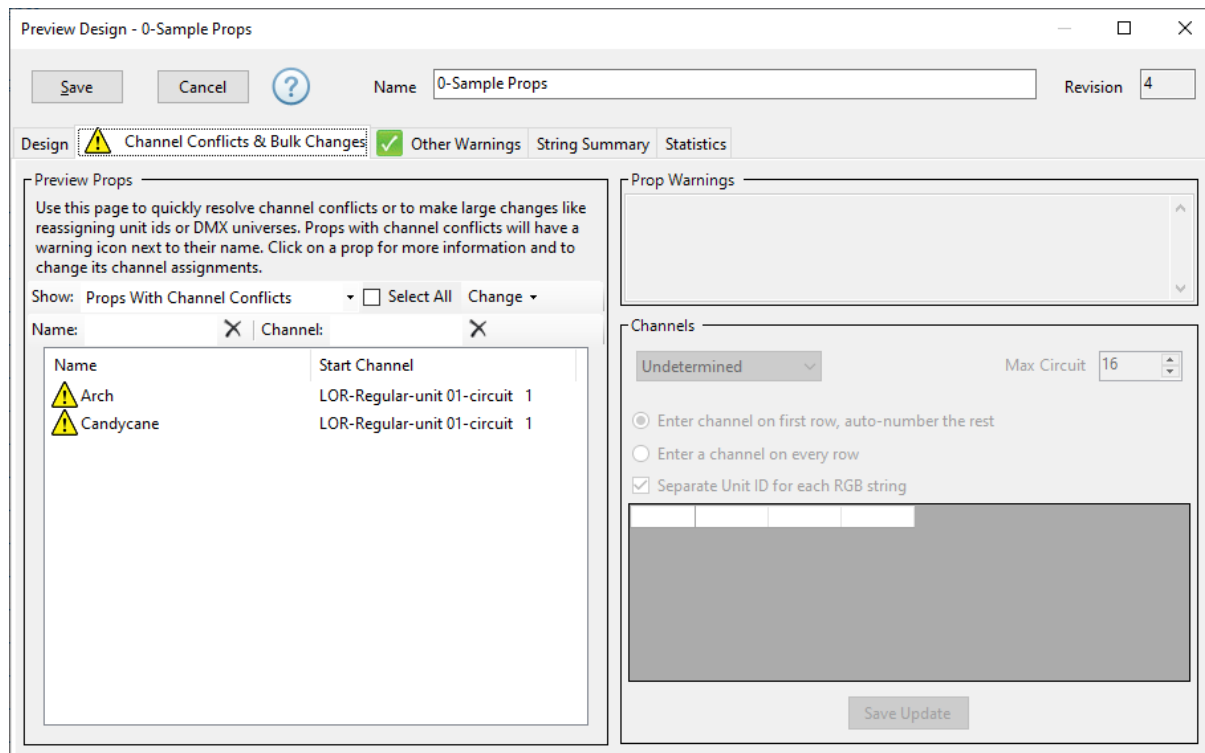 Preview Design - 0-Sample Props
Save Cancel ? Name 0-Sample Props Revision 4
Design Channel Conflicts & Bulk Changes Other Warnings String Summary Statistics
Preview Props
Use this page to quickly resolve channel conflicts or to make large changes like
reassigning unit ids or DMX universes. Props with channel conflicts will have a
warning icon next to their name. Click on a prop for more information and to
change its channel assignments.
Show: Props With Channel Conflicts Select All Change
Name: Channel:
Name Start Channel
Arch LOR-Regular-unit 01-circuit 1
Candycane LOR-Regular-unit 01-circuit 1
Prop Warnings
Channels
Undetermined Max Circuit 16
Enter channel on first row, auto-number the rest
Enter a channel on every row
Separate Unit ID for each RGB string
Save Update